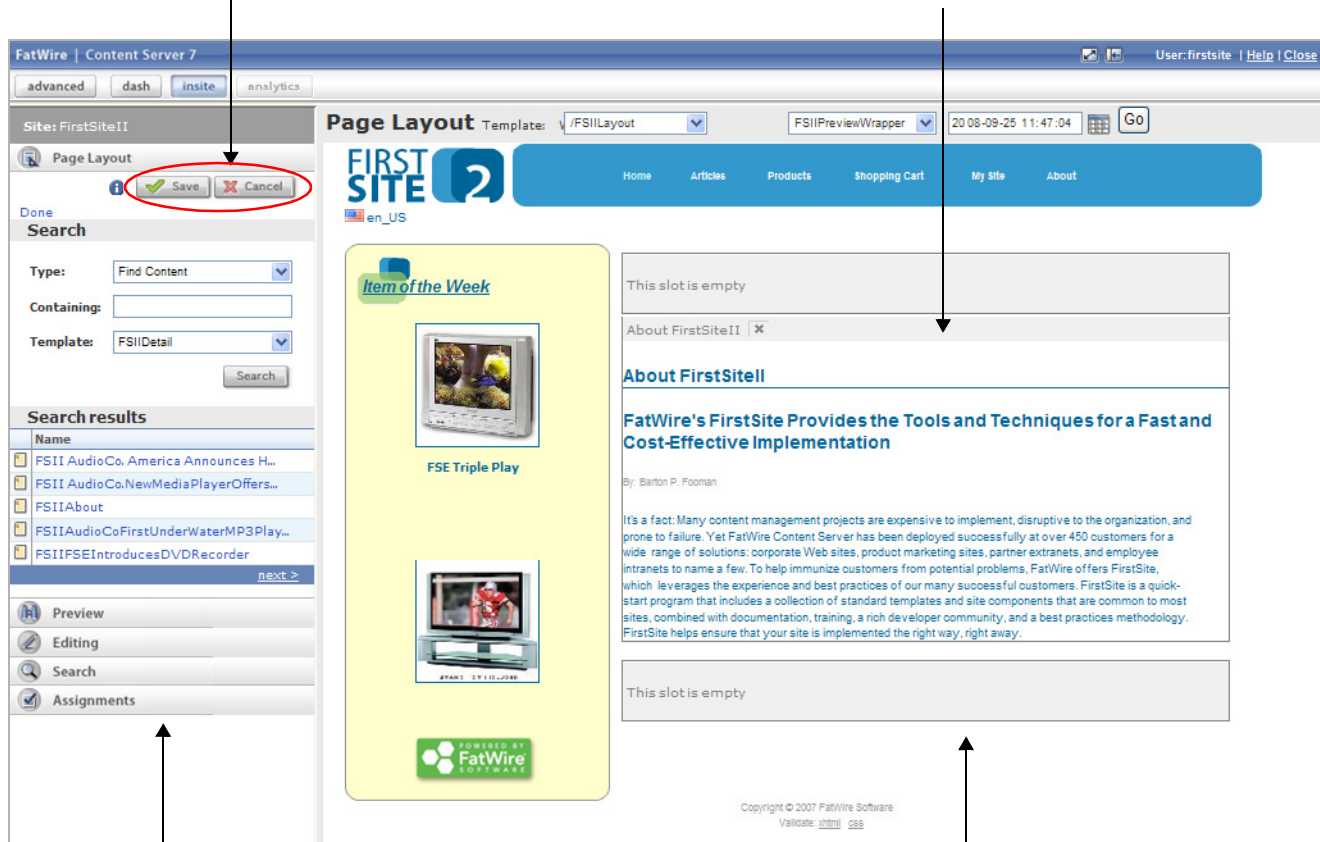 FatWire | Content Server 7
User:firstsite | Help | Close
advanced dash insite analytics
Site: FirstSiteII
Page Layout
Save Cancel
Done
Search
Type: Find Content
Containing:
Template: FSIIDetail
Search
Search results
Name
FSII AudioCo. America Announces H...
FSII AudioCo.NewMediaPlayerOffers...
FSIIAbout
FSIIAudioCoFirstUnderWaterMP3Play...
FSIIFSEIntroducesDVDRecorder
next >
Preview
Editing
Search
Assignments
Page Layout Template: /FSIILayout FSIIPreviewWrapper 2008-09-25 11:47:04 Go
FIRST
SITE 2
Home Articles Products Shopping Cart My Site About
en_US
Item of the Week
FSE Triple Play
POWERED BY
FatWire
SOFTWARE
This slot is empty
About FirstSiteII
About FirstSiteII
FatWire's FirstSite Provides the Tools and Techniques for a Fast and
Cost-Effective Implementation
By: Barton P. Fooman
It's a fact: Many content management projects are expensive to implement, disruptive to the organization, and
prone to failure. Yet FatWire Content Server has been deployed successfully at over 450 customers for a
wide range of solutions: corporate Web sites, product marketing sites, partner extranets, and employee
intranets to name a few. To help immunize customers from potential problems, FatWire offers FirstSite,
which leverages the experience and best practices of our many successful customers. FirstSite is a quick-
start program that includes a collection of standard templates and site components that are common to most
sites, combined with documentation, training, a rich developer community, and a best practices methodology.
FirstSite helps ensure that your site is implemented the right way, right away.
This slot is empty
Copyright © 2007 FatWire Software
Validate: xhtml css